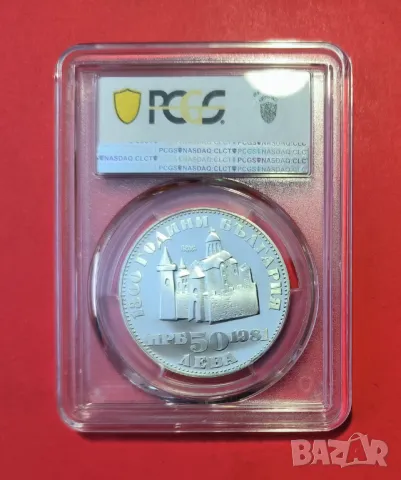 PCGS
PCGS NASDAQ:CLCT
PCGS NASDAQ:CLCT
PCGS NASDAQ:CLCT
1300 ГОДИНИ БЪЛГАРИЯ
НРБ 50 1981
ЛЕВА
BAZAR